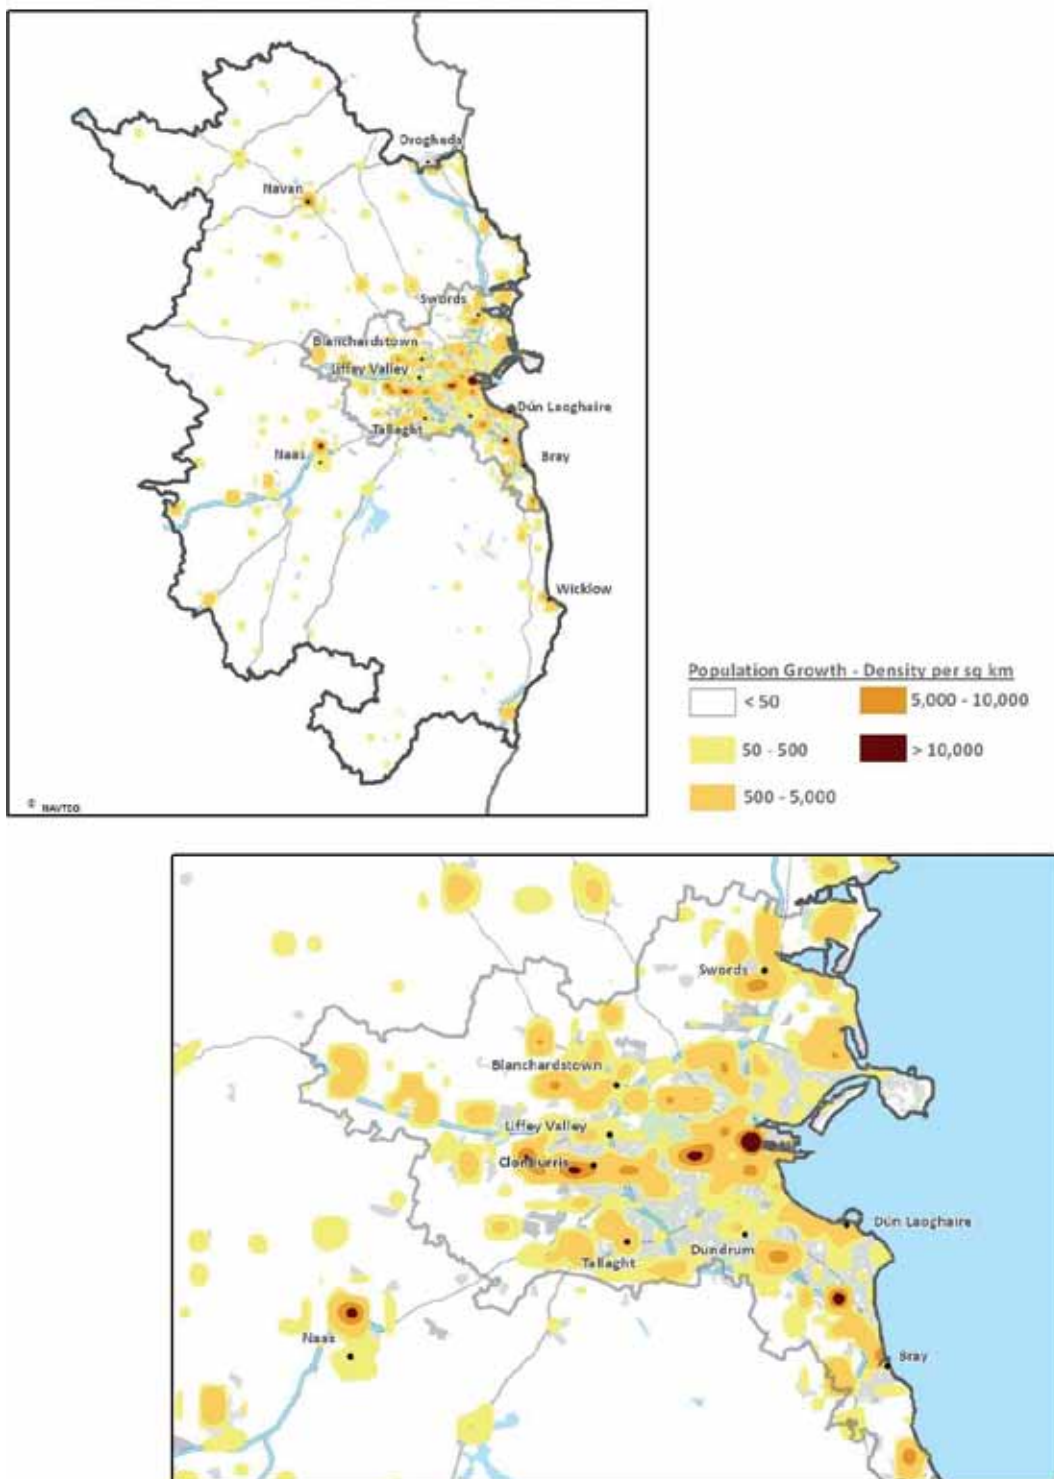 Drogheda
Navan
Swords
Blanchardstown
Liffey Valley
Dún Laoghaire
Tallaght
Naas
Bray
Wicklow
© NAVTEQ
Population Growth - Density per sq km
< 50
5,000 - 10,000
50 - 500
> 10,000
500 - 5,000
Swords
Blanchardstown
Liffey Valley
Clonburris
Dún Laoghaire
Dundrum
Tallaght
Naas
Bray